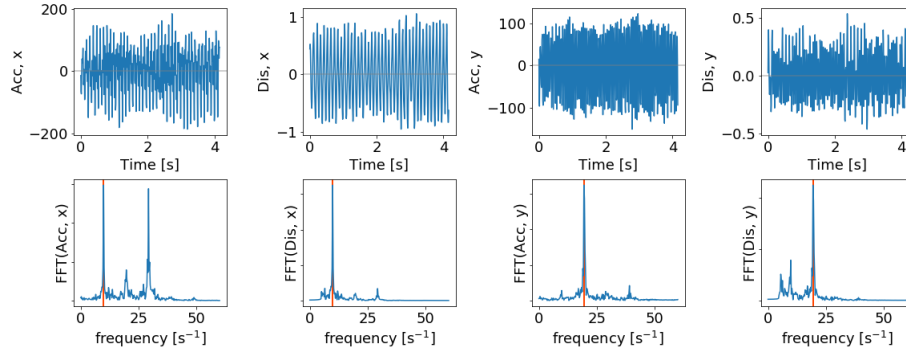 Acc, x
200
0
−200
0
2
4
Time [s]
Dis, x
1
0
−1
0
2
4
Time [s]
Acc, y
100
0
−100
0
2
4
Time [s]
Dis, y
0.5
0.0
−0.5
0
2
4
Time [s]
FFT(Acc, x)
0
25
50
frequency [s⁻¹]
FFT(Dis, x)
0
25
50
frequency [s⁻¹]
FFT(Acc, y)
0
25
50
frequency [s⁻¹]
FFT(Dis, y)
0
25
50
frequency [s⁻¹]